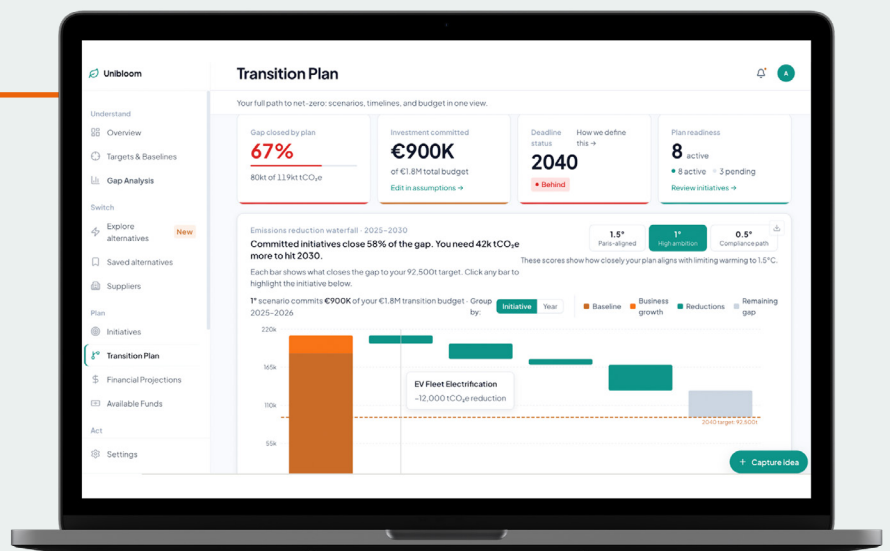 Unibloom
Transition Plan
A
Your full path to net-zero: scenarios, timelines, and budget in one view.
Understand
Overview
Targets & Baselines
Gap Analysis
Switch
Explore alternatives
New
Saved alternatives
Suppliers
Plan
Initiatives
Transition Plan
Financial Projections
Available Funds
Act
Settings
Gap closed by plan
67%
80kt of 119kt tCO₂e
Investment committed
€900K
of €1.8M total budget
Edit in assumptions →
Deadline status
How we define this →
2040
• Behind
Plan readiness
8 active
• 8 active • 3 pending
Review initiatives →
Emissions reduction waterfall · 2025-2030
Committed initiatives close 58% of the gap. You need 42k tCO₂e
more to hit 2030.
Each bar shows what closes the gap to your 92,500t target. Click any bar to
highlight the initiative below.
1.5°
Paris-aligned
1°
High ambition
0.5°
Compliance path
These scores show how closely your plan aligns with limiting warming to 1.5°C.
1° scenario commits €900K of your €1.8M transition budget ·
2025-2026
Group by:
Initiative
Year
Baseline
Business growth
Reductions
Remaining gap
220k
165k
110k
55k
EV Fleet Electrification
−12,000 tCO₂e reduction
2040 target: 92,500t
+ Capture idea